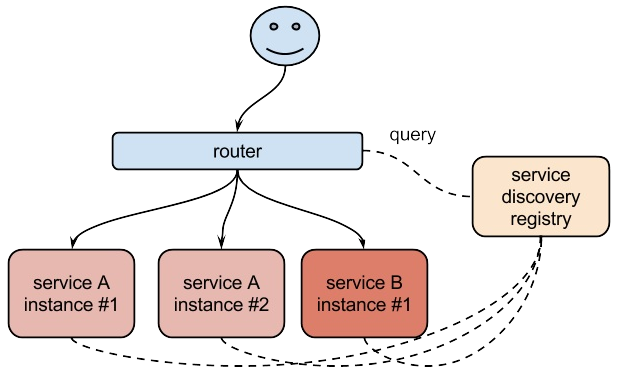 router
query
service
discovery
registry
service A
instance #1
service A
instance #2
service B
instance #1